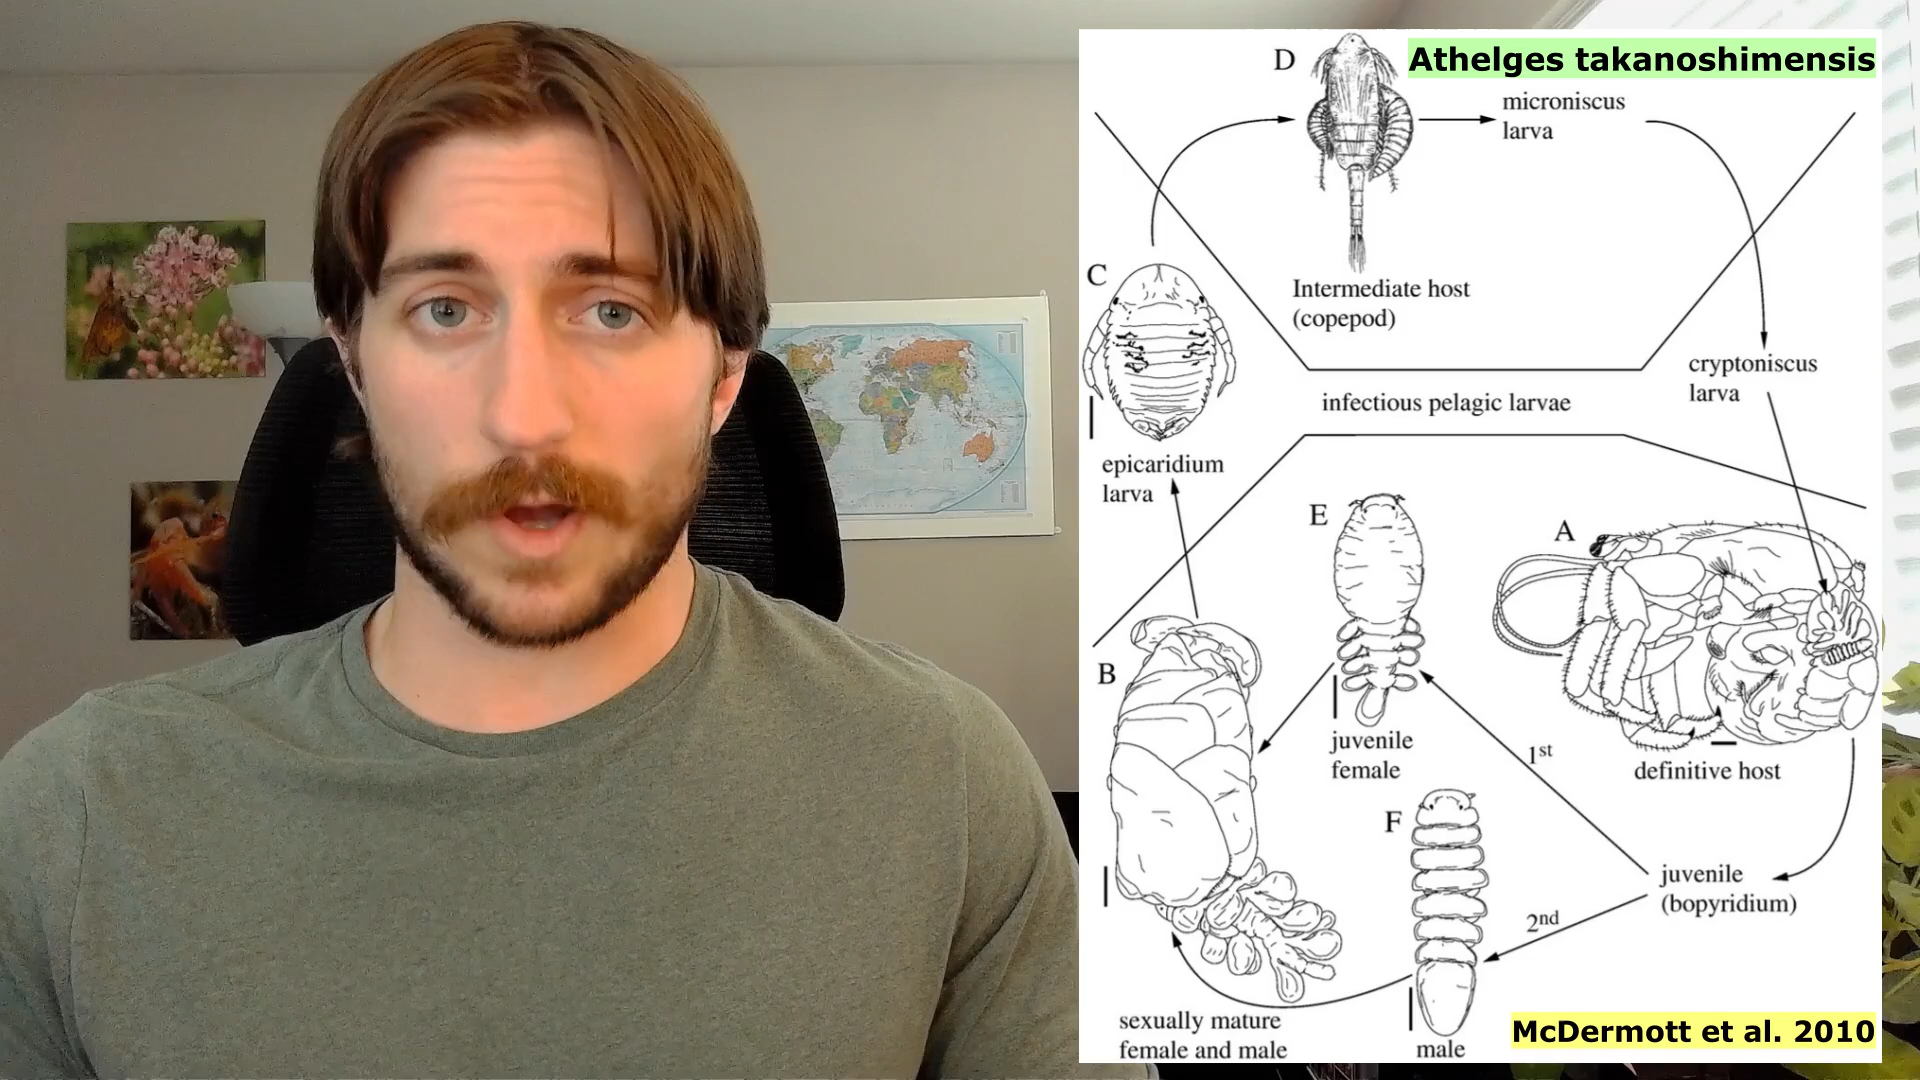 Athelges takanoshimensis
D
microniscus
larva
C
Intermediate host
(copepod)
cryptoniscus
larva
infectious pelagic larvae
epicaridium
larva
E
A
B
juvenile
female
1st
definitive host
F
juvenile
(bopyridium)
2nd
sexually mature
female and male
male
McDermott et al. 2010